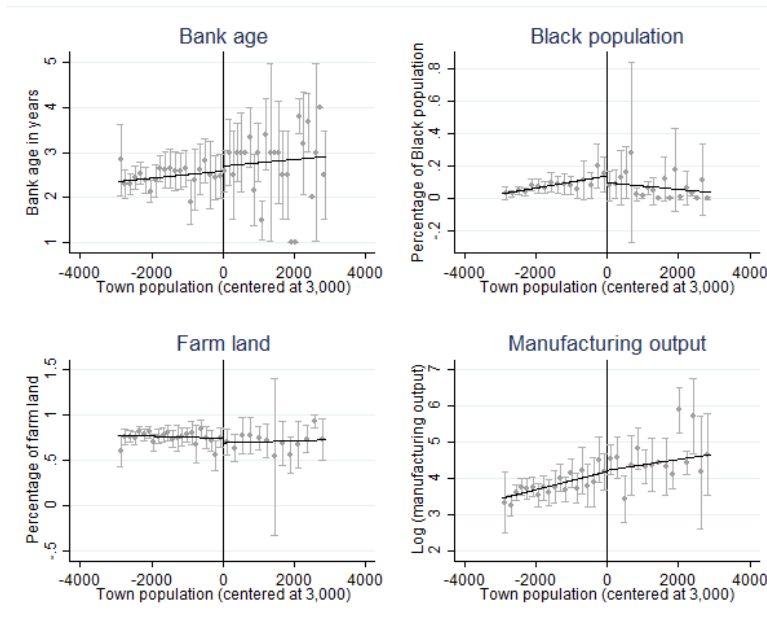 Bank age
Bank age in years
5
4
3
2
1
-4000 -2000 0 2000 4000
Town population (centered at 3,000)
Black population
Percentage of Black population
.8
.6
.4
.2
0
-.2
-4000 -2000 0 2000 4000
Town population (centered at 3,000)
Farm land
Percentage of farm land
1.5
1
.5
0
-.5
-4000 -2000 0 2000 4000
Town population (centered at 3,000)
Manufacturing output
Log (manufacturing output)
7
6
5
4
3
2
-4000 -2000 0 2000 4000
Town population (centered at 3,000)